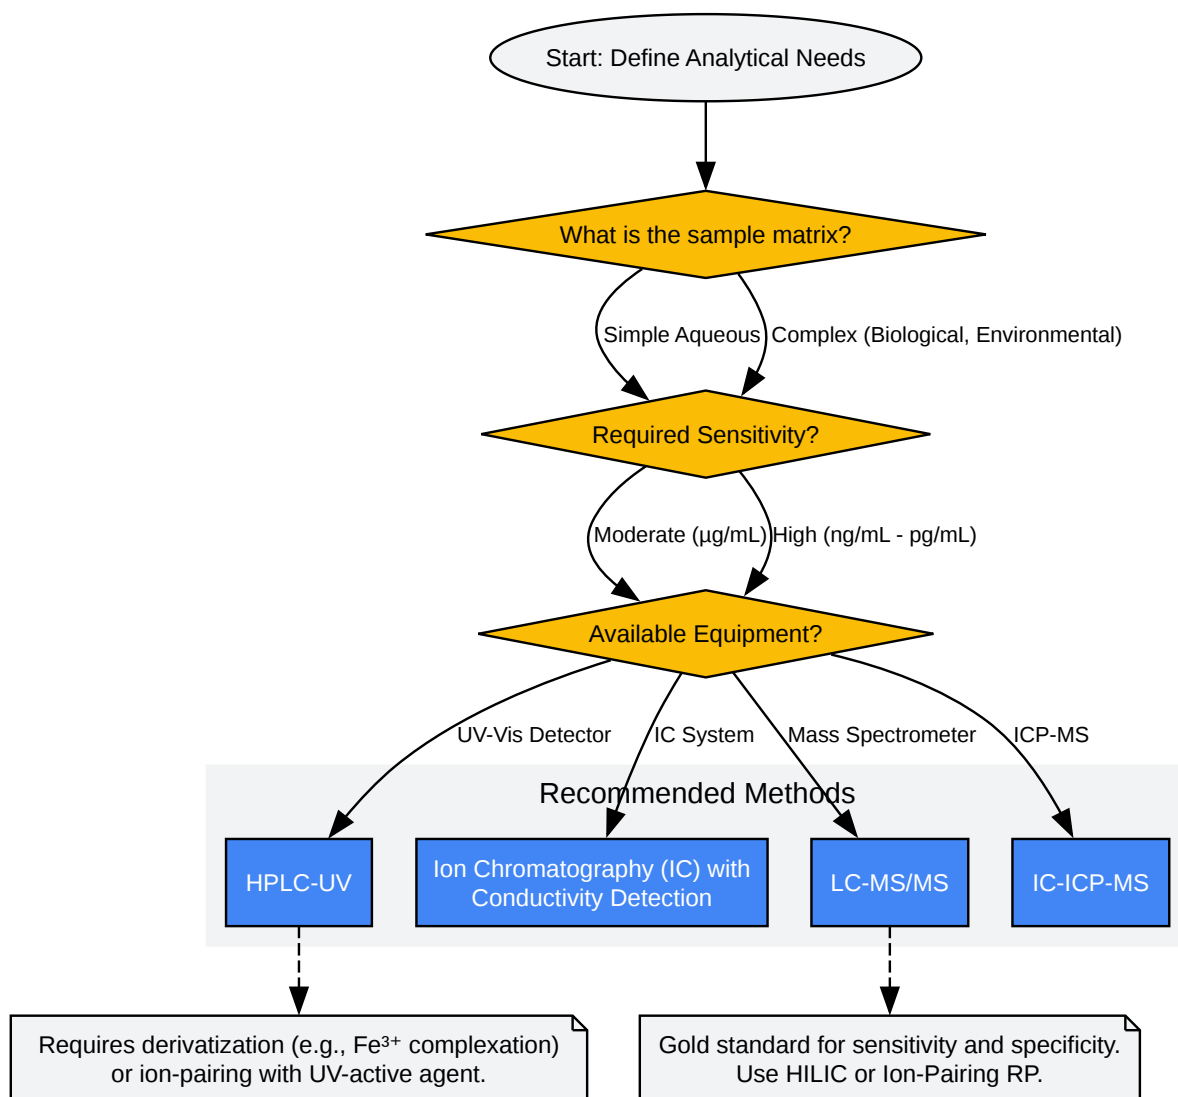 Start: Define Analytical Needs
What is the sample matrix?
Simple Aqueous
Complex (Biological, Environmental)
Required Sensitivity?
Moderate (µg/mL)
High (ng/mL - pg/mL)
Available Equipment?
UV-Vis Detector
IC System
Mass Spectrometer
ICP-MS
Recommended Methods
HPLC-UV
Ion Chromatography (IC) with
Conductivity Detection
LC-MS/MS
IC-ICP-MS
Requires derivatization (e.g., Fe³⁺ complexation)
or ion-pairing with UV-active agent.
Gold standard for sensitivity and specificity.
Use HILIC or Ion-Pairing RP.